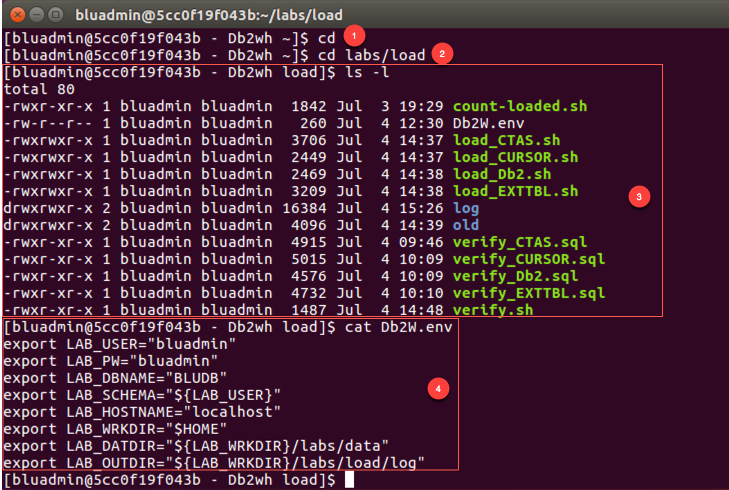 bluadmin@5cc0f19f043b:~/labs/load
[bluadmin@5cc0f19f043b - Db2wh ~]$ cd 1
[bluadmin@5cc0f19f043b - Db2wh ~]$ cd labs/load 2
[bluadmin@5cc0f19f043b - Db2wh load]$ ls -l
total 80
-rwxr-xr-x 1 bluadmin bluadmin  1842 Jul  3 19:29 count-loaded.sh
-rw-r--r-- 1 bluadmin bluadmin   260 Jul  4 12:30 Db2W.env
-rwxrwxr-x 1 bluadmin bluadmin  3706 Jul  4 14:37 load_CTAS.sh
-rwxrwxr-x 1 bluadmin bluadmin  2449 Jul  4 14:37 load_CURSOR.sh
-rwxrwxr-x 1 bluadmin bluadmin  2469 Jul  4 14:38 load_Db2.sh
-rwxrwxr-x 1 bluadmin bluadmin  3209 Jul  4 14:38 load_EXTTBL.sh
3
drwxrwxr-x 2 bluadmin bluadmin 16384 Jul  4 15:26 log
drwxrwxr-x 2 bluadmin bluadmin  4096 Jul  4 14:39 old
-rwxr-xr-x 1 bluadmin bluadmin  4915 Jul  4 09:46 verify_CTAS.sql
-rwxr-xr-x 1 bluadmin bluadmin  5015 Jul  4 10:09 verify_CURSOR.sql
-rwxr-xr-x 1 bluadmin bluadmin  4576 Jul  4 10:09 verify_Db2.sql
-rwxr-xr-x 1 bluadmin bluadmin  4732 Jul  4 10:10 verify_EXTTBL.sql
-rwxr-xr-x 1 bluadmin bluadmin  1487 Jul  4 14:48 verify.sh
[bluadmin@5cc0f19f043b - Db2wh load]$ cat Db2W.env
export LAB_USER="bluadmin"
export LAB_PW="bluadmin"
export LAB_DBNAME="BLUDB"
export LAB_SCHEMA="${LAB_USER}"
4
export LAB_HOSTNAME="localhost"
export LAB_WRKDIR="$HOME"
export LAB_DATDIR="${LAB_WRKDIR}/labs/data"
export LAB_OUTDIR="${LAB_WRKDIR}/labs/load/log"
[bluadmin@5cc0f19f043b - Db2wh load]$